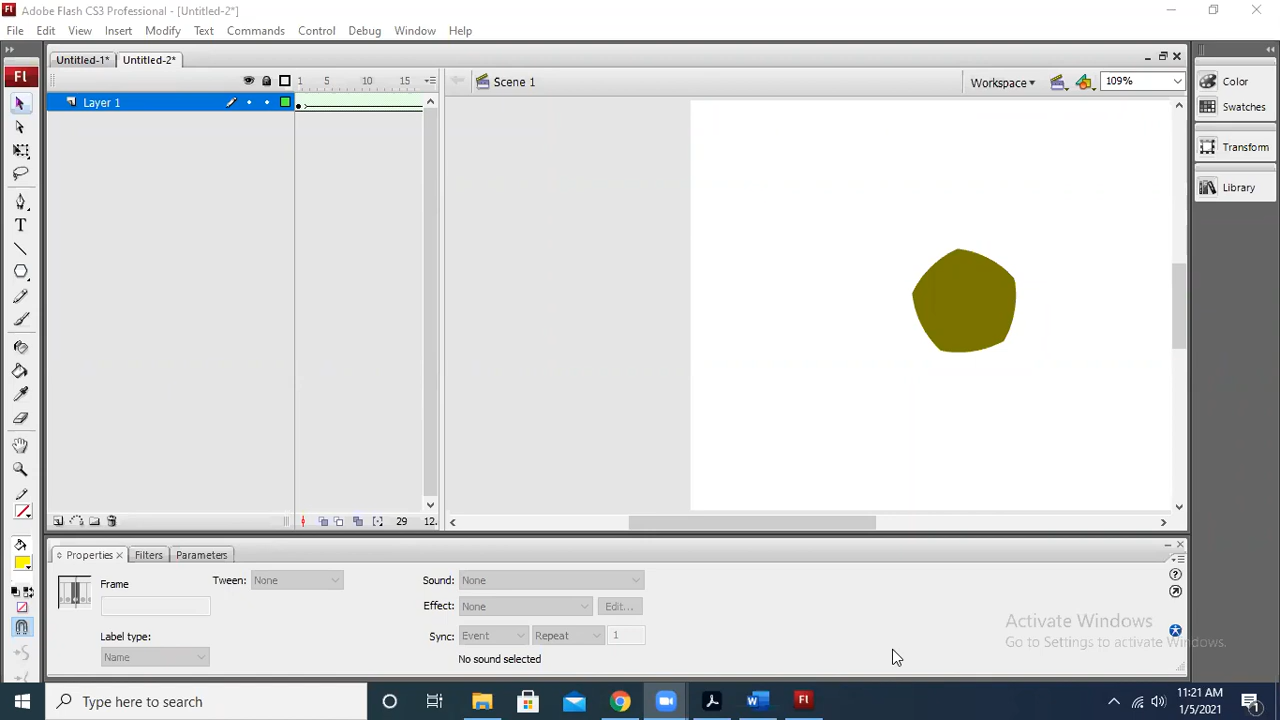 Adobe Flash CS3 Professional - [Untitled-2*]
File Edit View Insert Modify Text Commands Control Debug Window Help
Untitled-1* Untitled-2*
Fl
1 5 10 15
Scene 1
Workspace
109%
Color
Layer 1
Swatches
Transform
Library
T
29 12.
Properties Filters Parameters
Frame
Tween: None
Sound: None
Effect: None Edit...
Label type:
Sync: Event Repeat 1
Name
No sound selected
Activate Windows
Go to Settings to activate Windows.
Type here to search
11:21 AM
1/5/2021